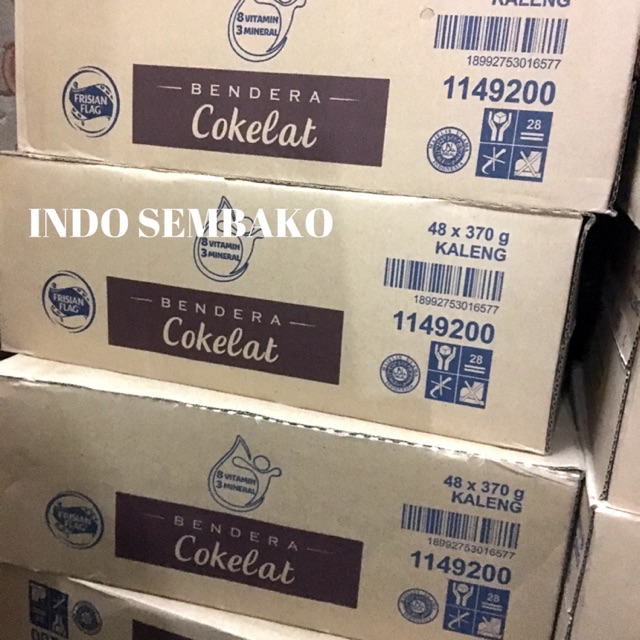 8 VITAMIN
3 MINERAL
KALENG
18992753016577
FRISIAN
FLAG
BENDERA
Cokelat
1149200
28
INDO SEMBAKO
8 VITAMIN
3 MINERAL
48 x 370 g
KALENG
18992753016577
FRISIAN
FLAG
BENDERA
Cokelat
1149200
28
8 VITAMIN
3 MINERAL
48 x 370 g
KALENG
18992753016577
FRISIAN
FLAG
BENDERA
Cokelat
1149200
28